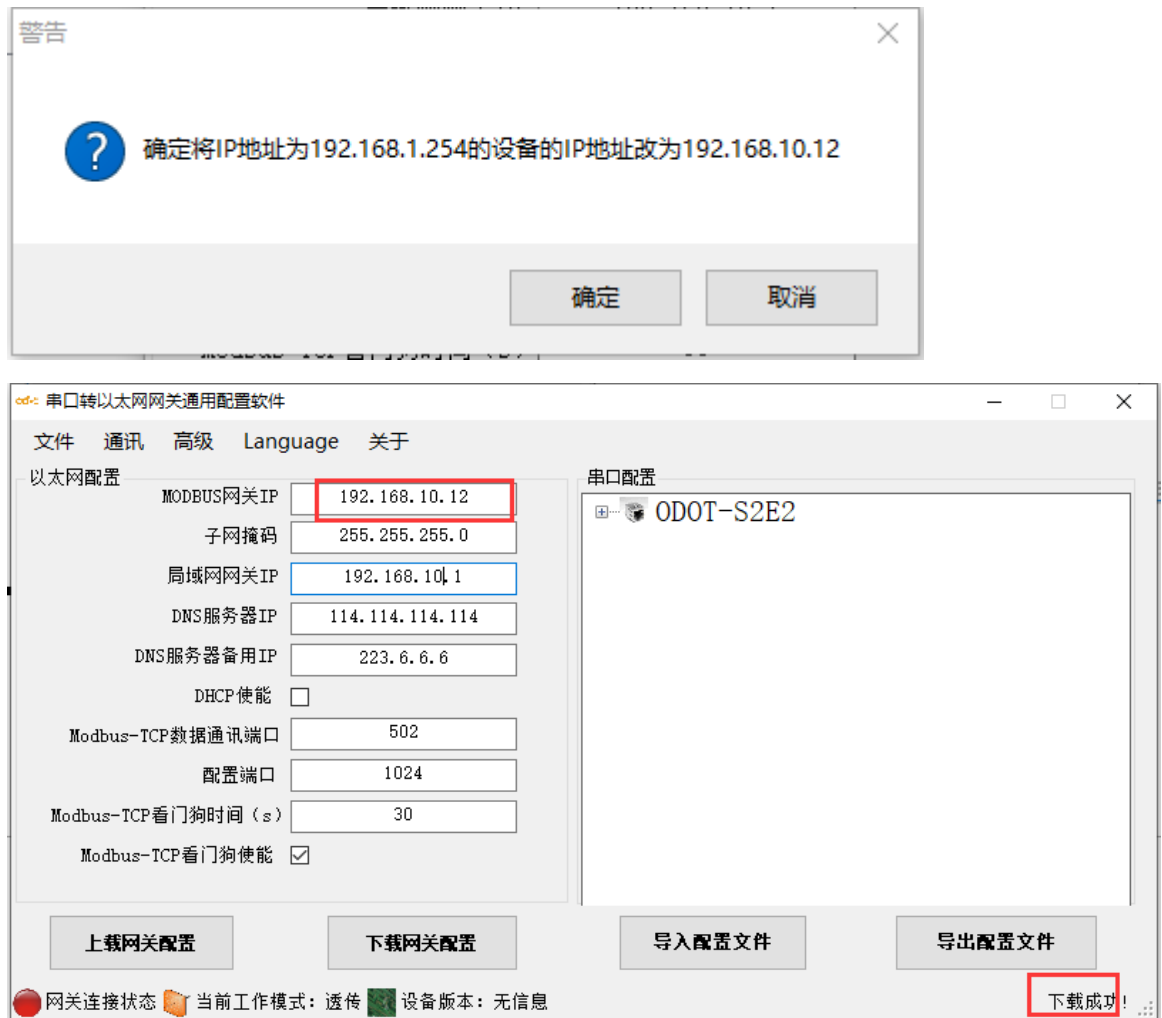 警告
确定将IP地址为192.168.1.254的设备的IP地址改为192.168.10.12
确定
取消
串口转以太网网关通用配置软件
文件 通讯 高级 Language 关于
以太网配置
MODBUS网关IP 192.168.10.12
子网掩码 255.255.255.0
局域网网关IP 192.168.10.1
DNS服务器IP 114.114.114.114
DNS服务器备用IP 223.6.6.6
DHCP使能
Modbus-TCP数据通讯端口 502
配置端口 1024
Modbus-TCP看门狗时间（s） 30
Modbus-TCP看门狗使能
串口配置
ODOT-S2E2
上载网关配置 下载网关配置 导入配置文件 导出配置文件
网关连接状态 当前工作模式：透传 设备版本：无信息 下载成功!